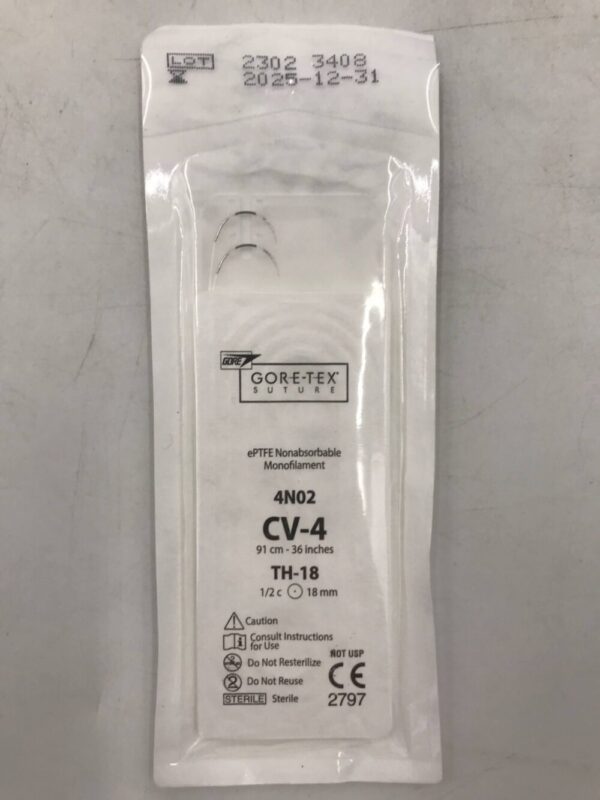 LOT 2302 3408
2025-12-31
GORE
GORE-TEX®
SUTURE
ePTFE Nonabsorbable
Monofilament
4N02
CV-4
91 cm - 36 inches
TH-18
1/2 c 18 mm
Caution
i Consult Instructions
for Use
Do Not Resterilize
2 Do Not Reuse
STERILE Sterile
NOT USP
CE
2797